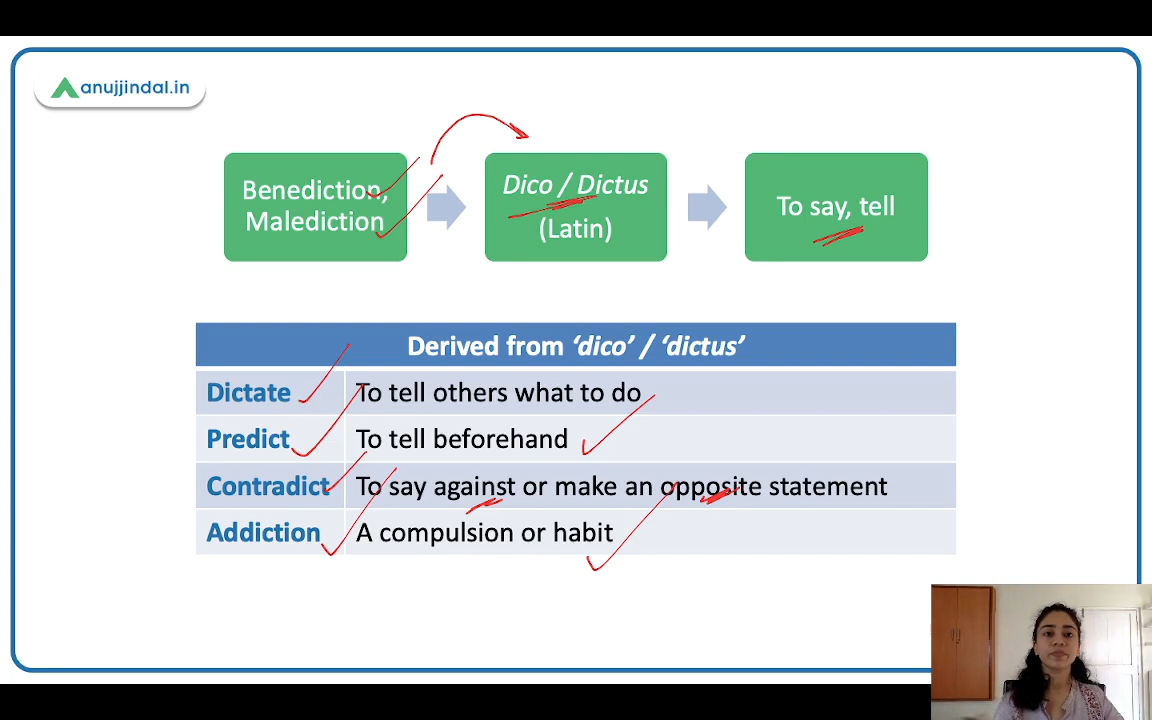 anujjindal.in
Benediction,
Malediction
Dico / Dictus
(Latin)
To say, tell
Derived from ‘dico’ / ‘dictus’
Dictate To tell others what to do
Predict To tell beforehand
Contradict To say against or make an opposite statement
Addiction A compulsion or habit